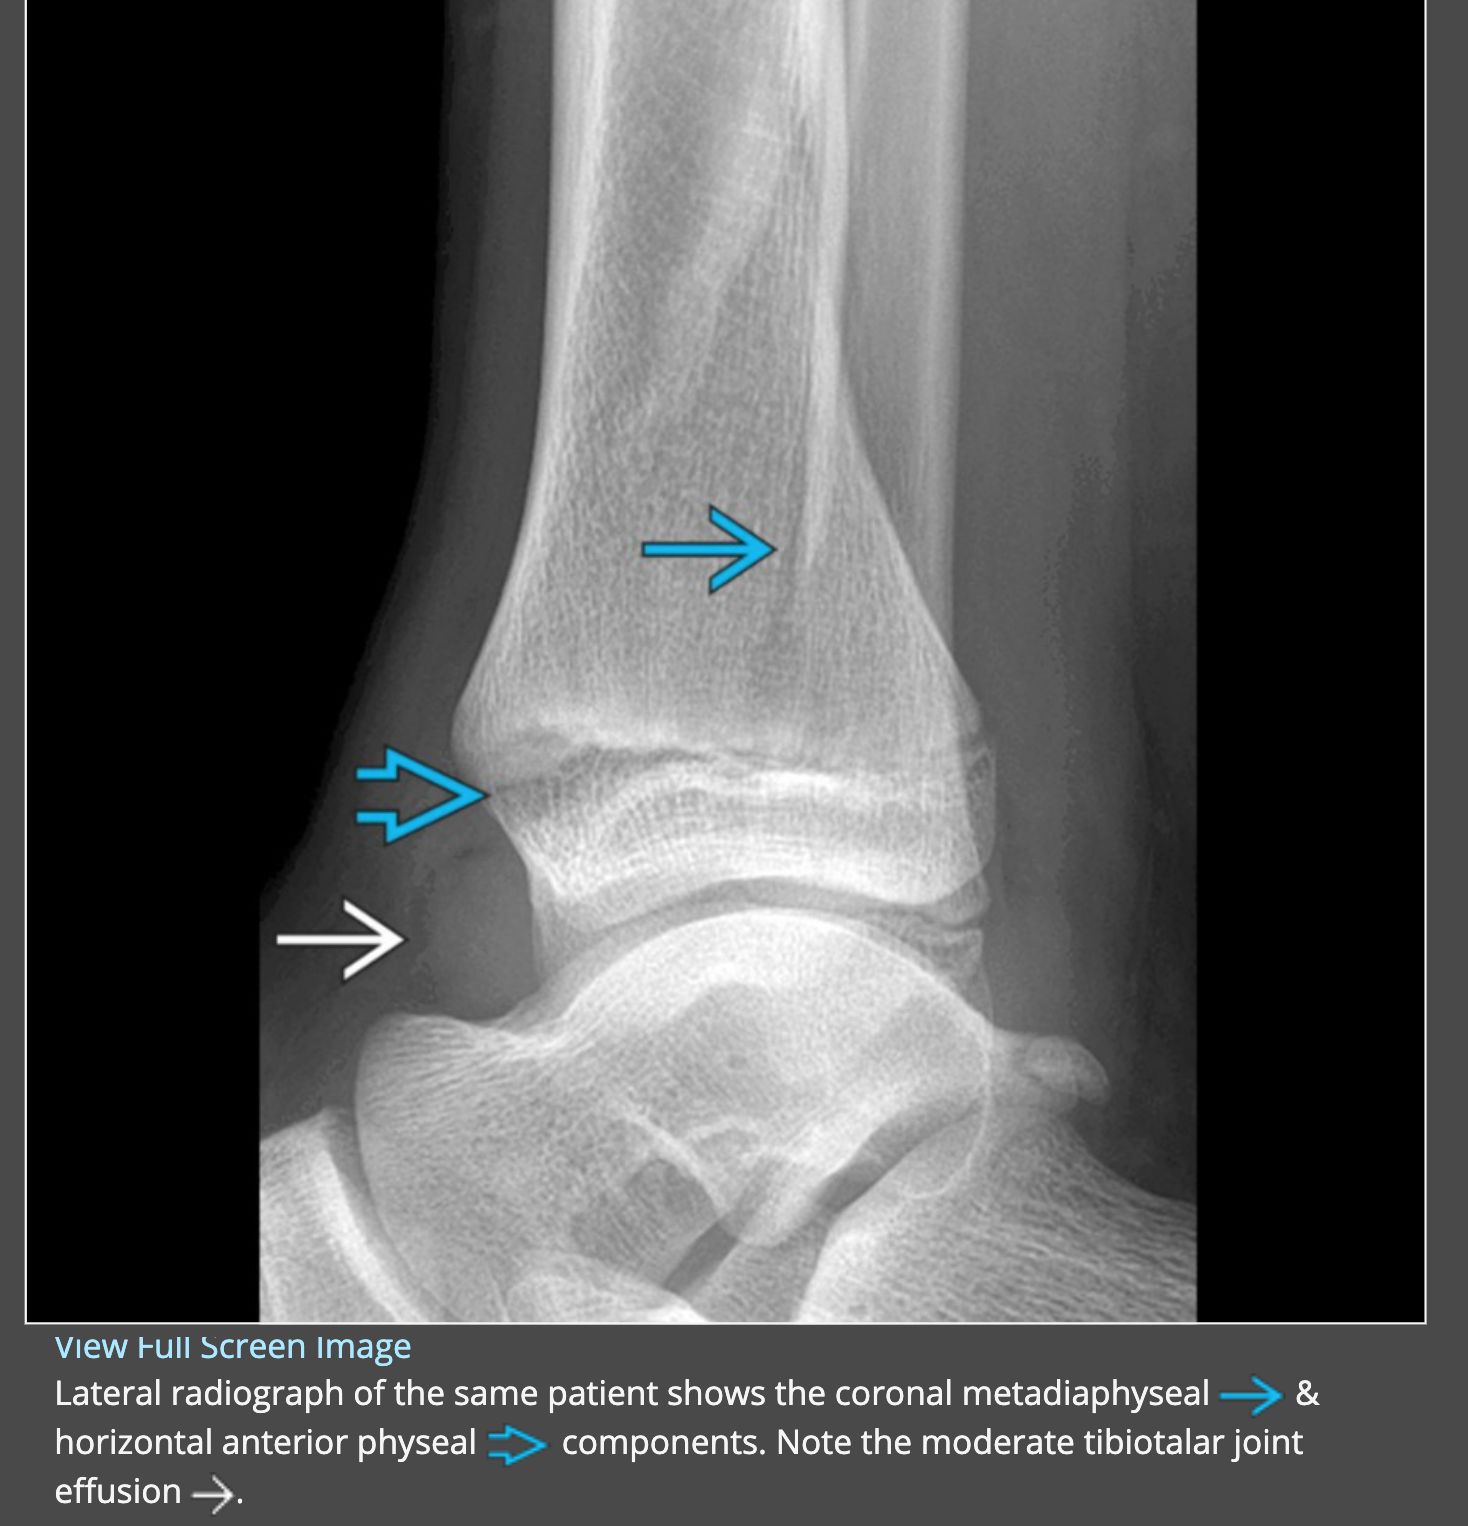 View Full Screen Image
Lateral radiograph of the same patient shows the coronal metadiaphyseal &
horizontal anterior physeal components. Note the moderate tibiotalar joint
effusion .